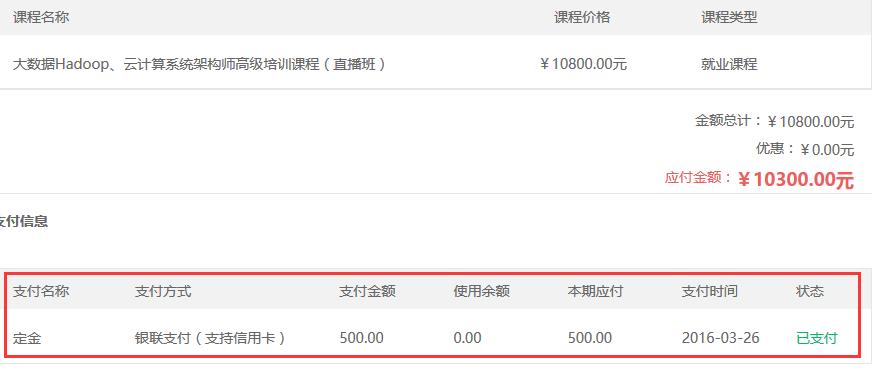 课程名称 课程价格 课程类型
大数据Hadoop、云计算系统架构师高级培训课程（直播班） ￥10800.00元 就业课程
金额总计：￥10800.00元
优惠：￥0.00元
应付金额：￥10300.00元
支付信息
支付名称 支付方式 支付金额 使用余额 本期应付 支付时间 状态
定金 银联支付（支持信用卡） 500.00 0.00 500.00 2016-03-26 已支付